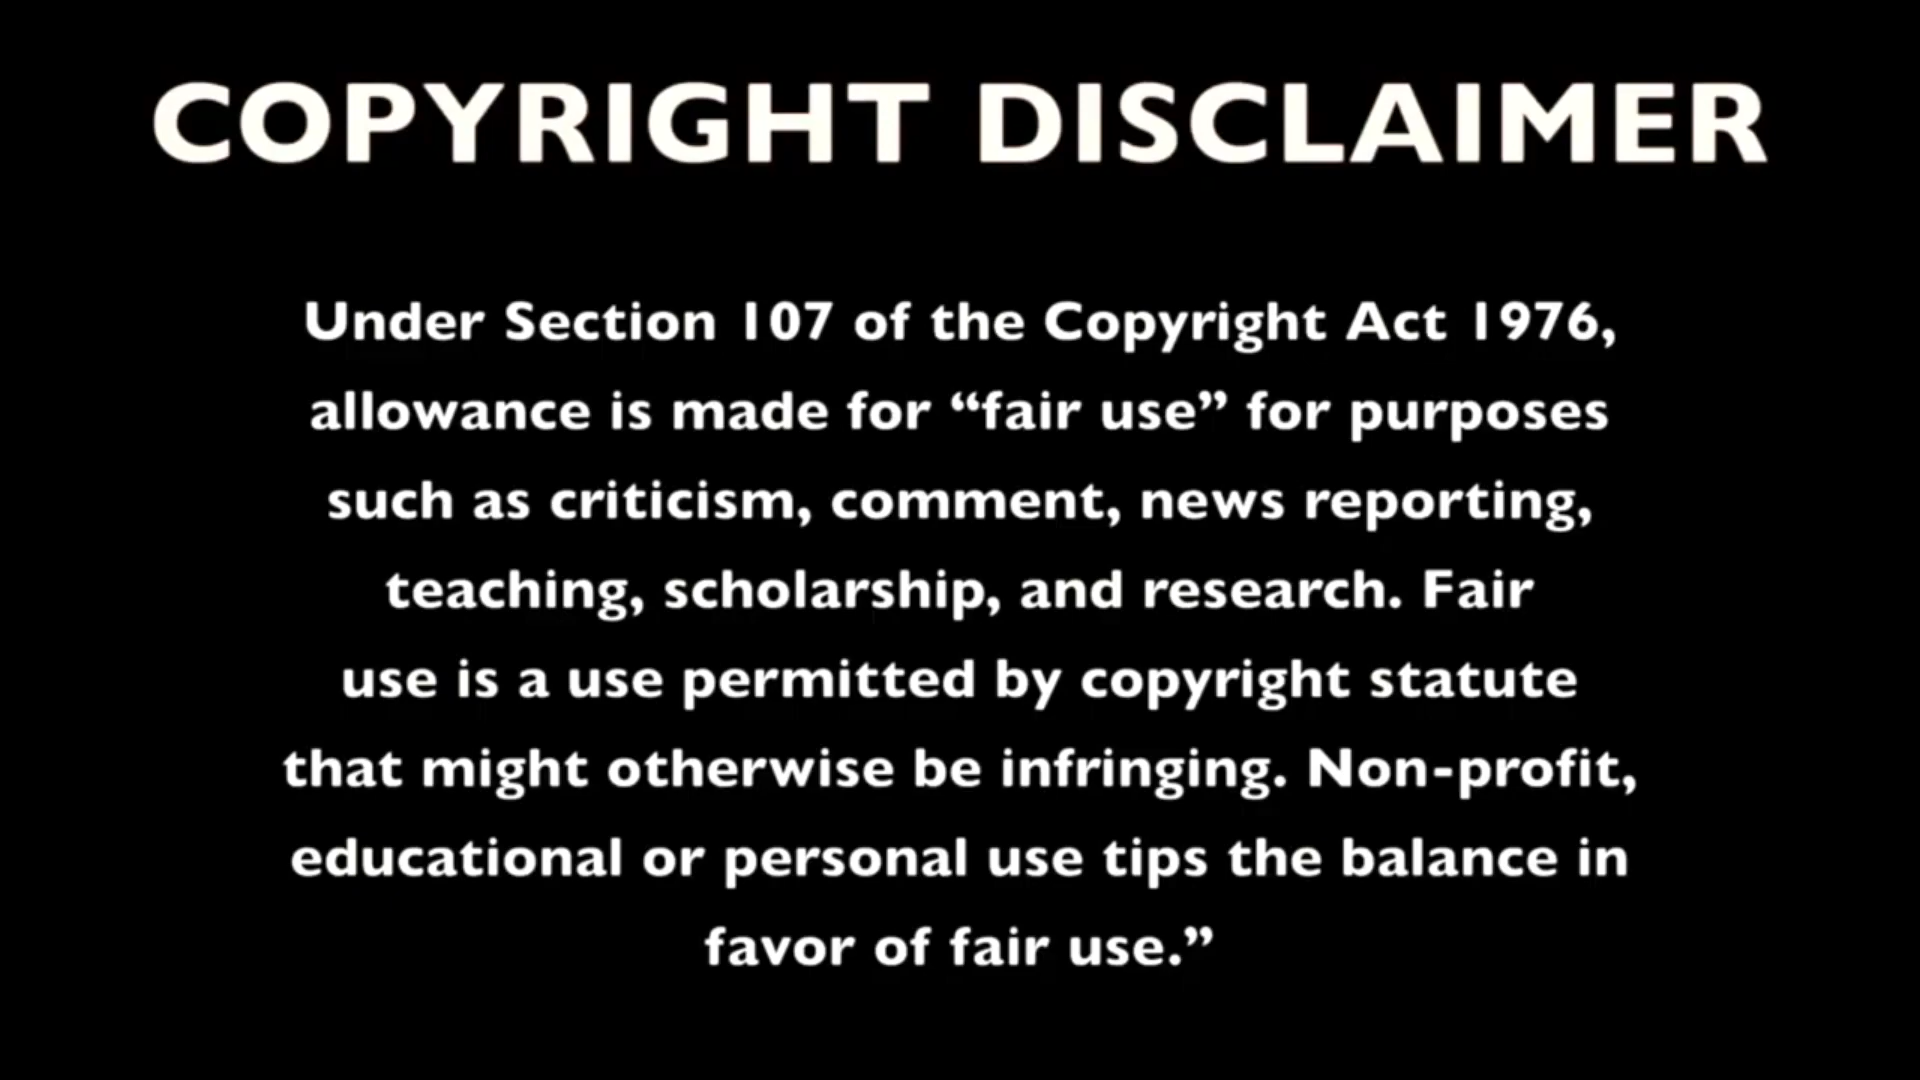 COPYRIGHT DISCLAIMER
Under Section 107 of the Copyright Act 1976,
allowance is made for “fair use” for purposes
such as criticism, comment, news reporting,
teaching, scholarship, and research. Fair
use is a use permitted by copyright statute
that might otherwise be infringing. Non-profit,
educational or personal use tips the balance in
favor of fair use.”